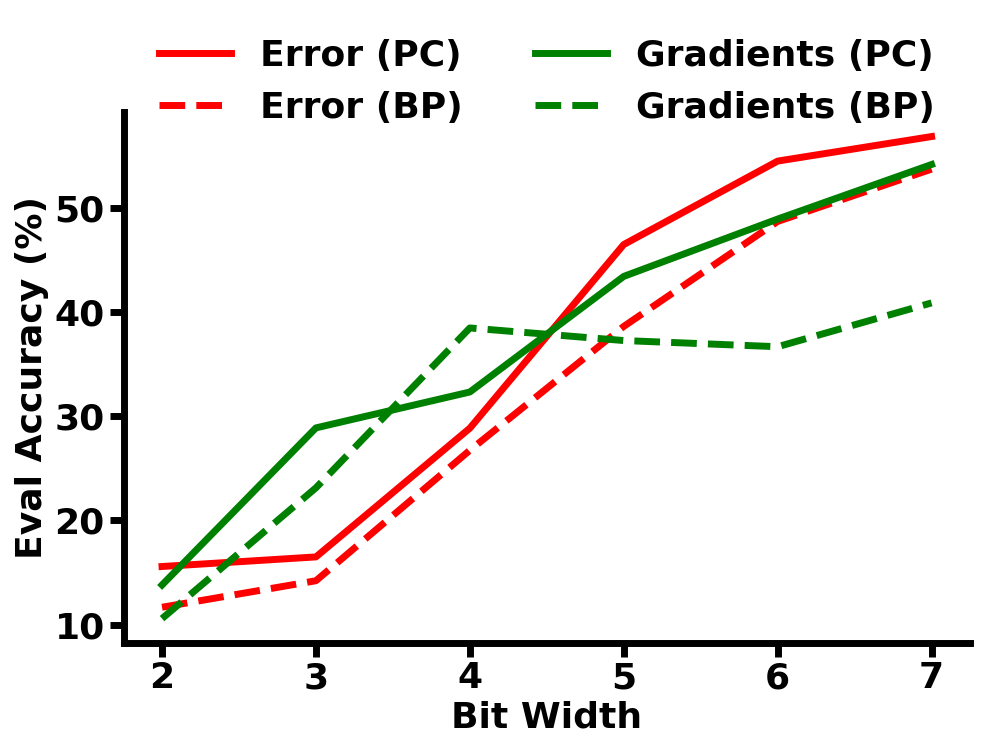 Error (PC)
Error (BP)
Gradients (PC)
Gradients (BP)
Eval Accuracy (%)
50
40
30
20
10
2 3 4 5 6 7
Bit Width